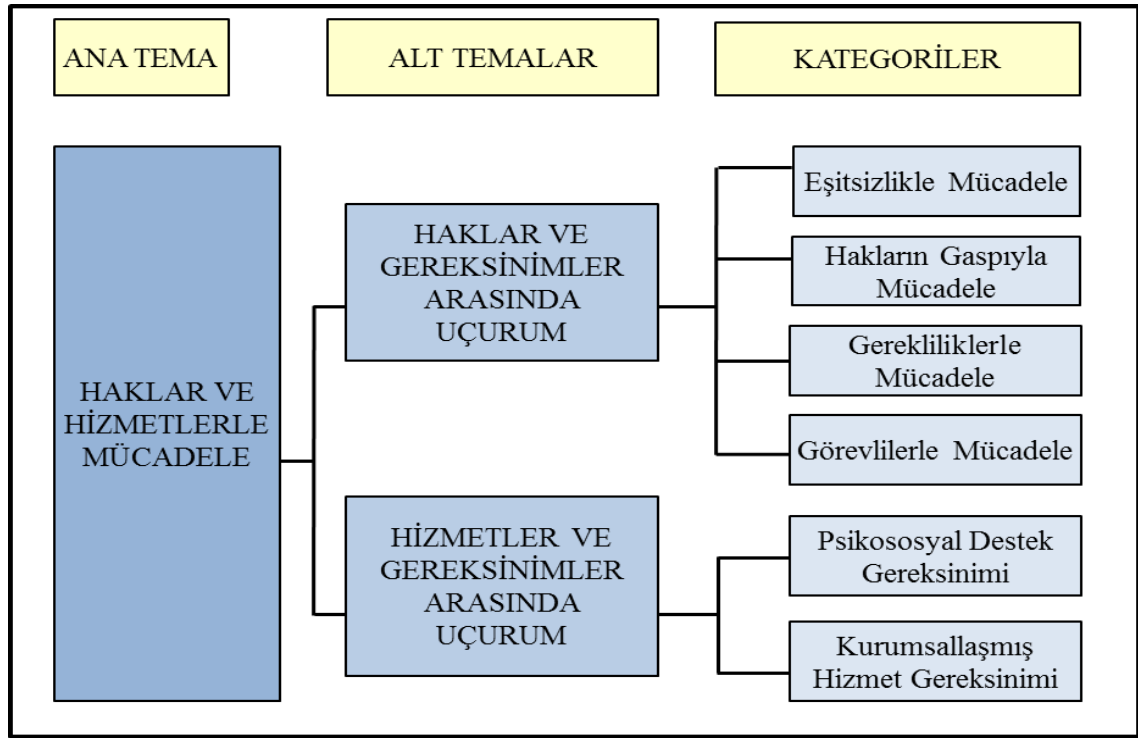 ANA TEMA
ALT TEMALAR
KATEGORİLER
HAKLAR VE
HİZMETLERLE
MÜCADELE
HAKLAR VE
GEREKSİNİMLER
ARASINDA
UÇURUM
Eşitsizlikle Mücadele
Hakların Gaspıyla
Mücadele
Gerekliliklerle
Mücadele
Görevlilerle Mücadele
HİZMETLER VE
GEREKSİNİMLER
ARASINDA
UÇURUM
Psikososyal Destek
Gereksinimi
Kurumsallaşmış
Hizmet Gereksinimi